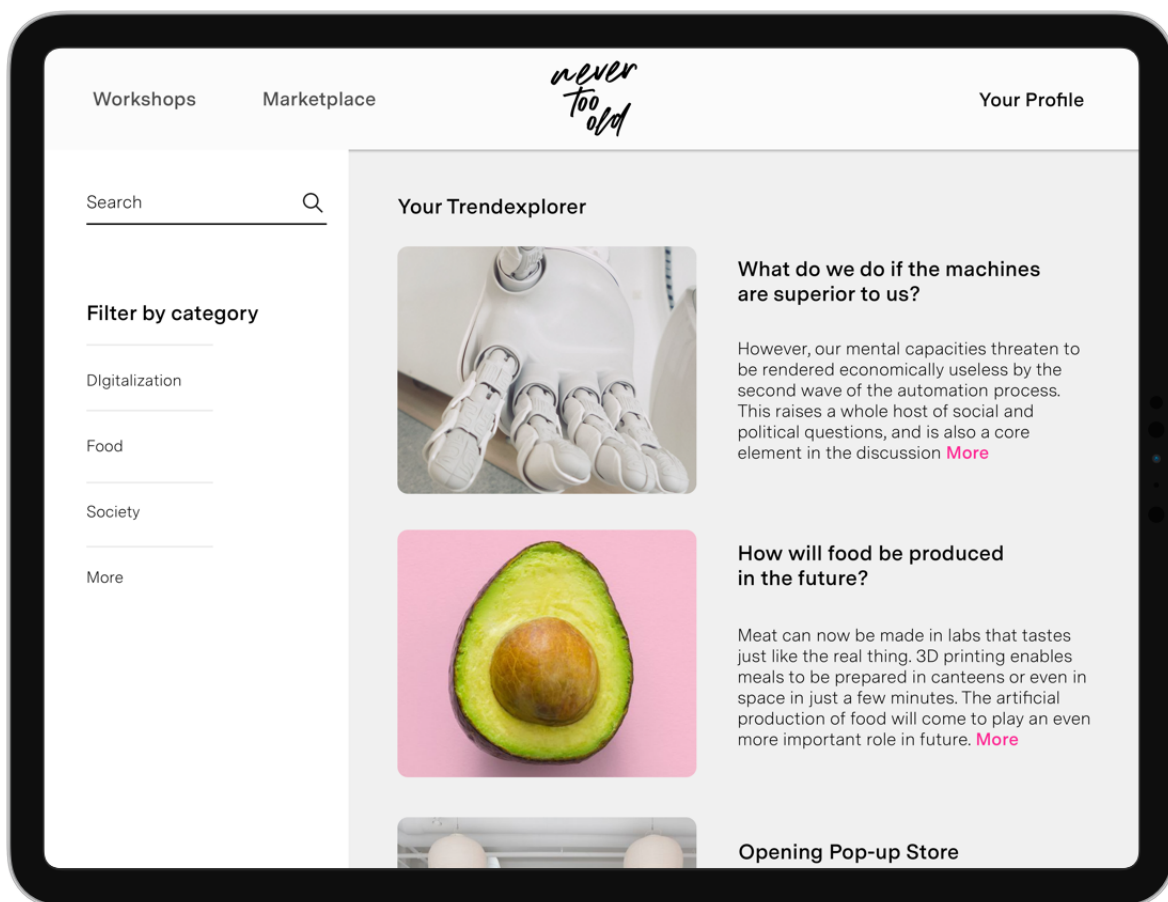 Workshops
Marketplace
never
too
old
Your Profile
Search
Filter by category
DIgitalization
Food
Society
More
Your Trendexplorer
What do we do if the machines
are superior to us?
However, our mental capacities threaten to
be rendered economically useless by the
second wave of the automation process.
This raises a whole host of social and
political questions, and is also a core
element in the discussion More
How will food be produced
in the future?
Meat can now be made in labs that tastes
just like the real thing. 3D printing enables
meals to be prepared in canteens or even in
space in just a few minutes. The artificial
production of food will come to play an even
more important role in future. More
Opening Pop-up Store